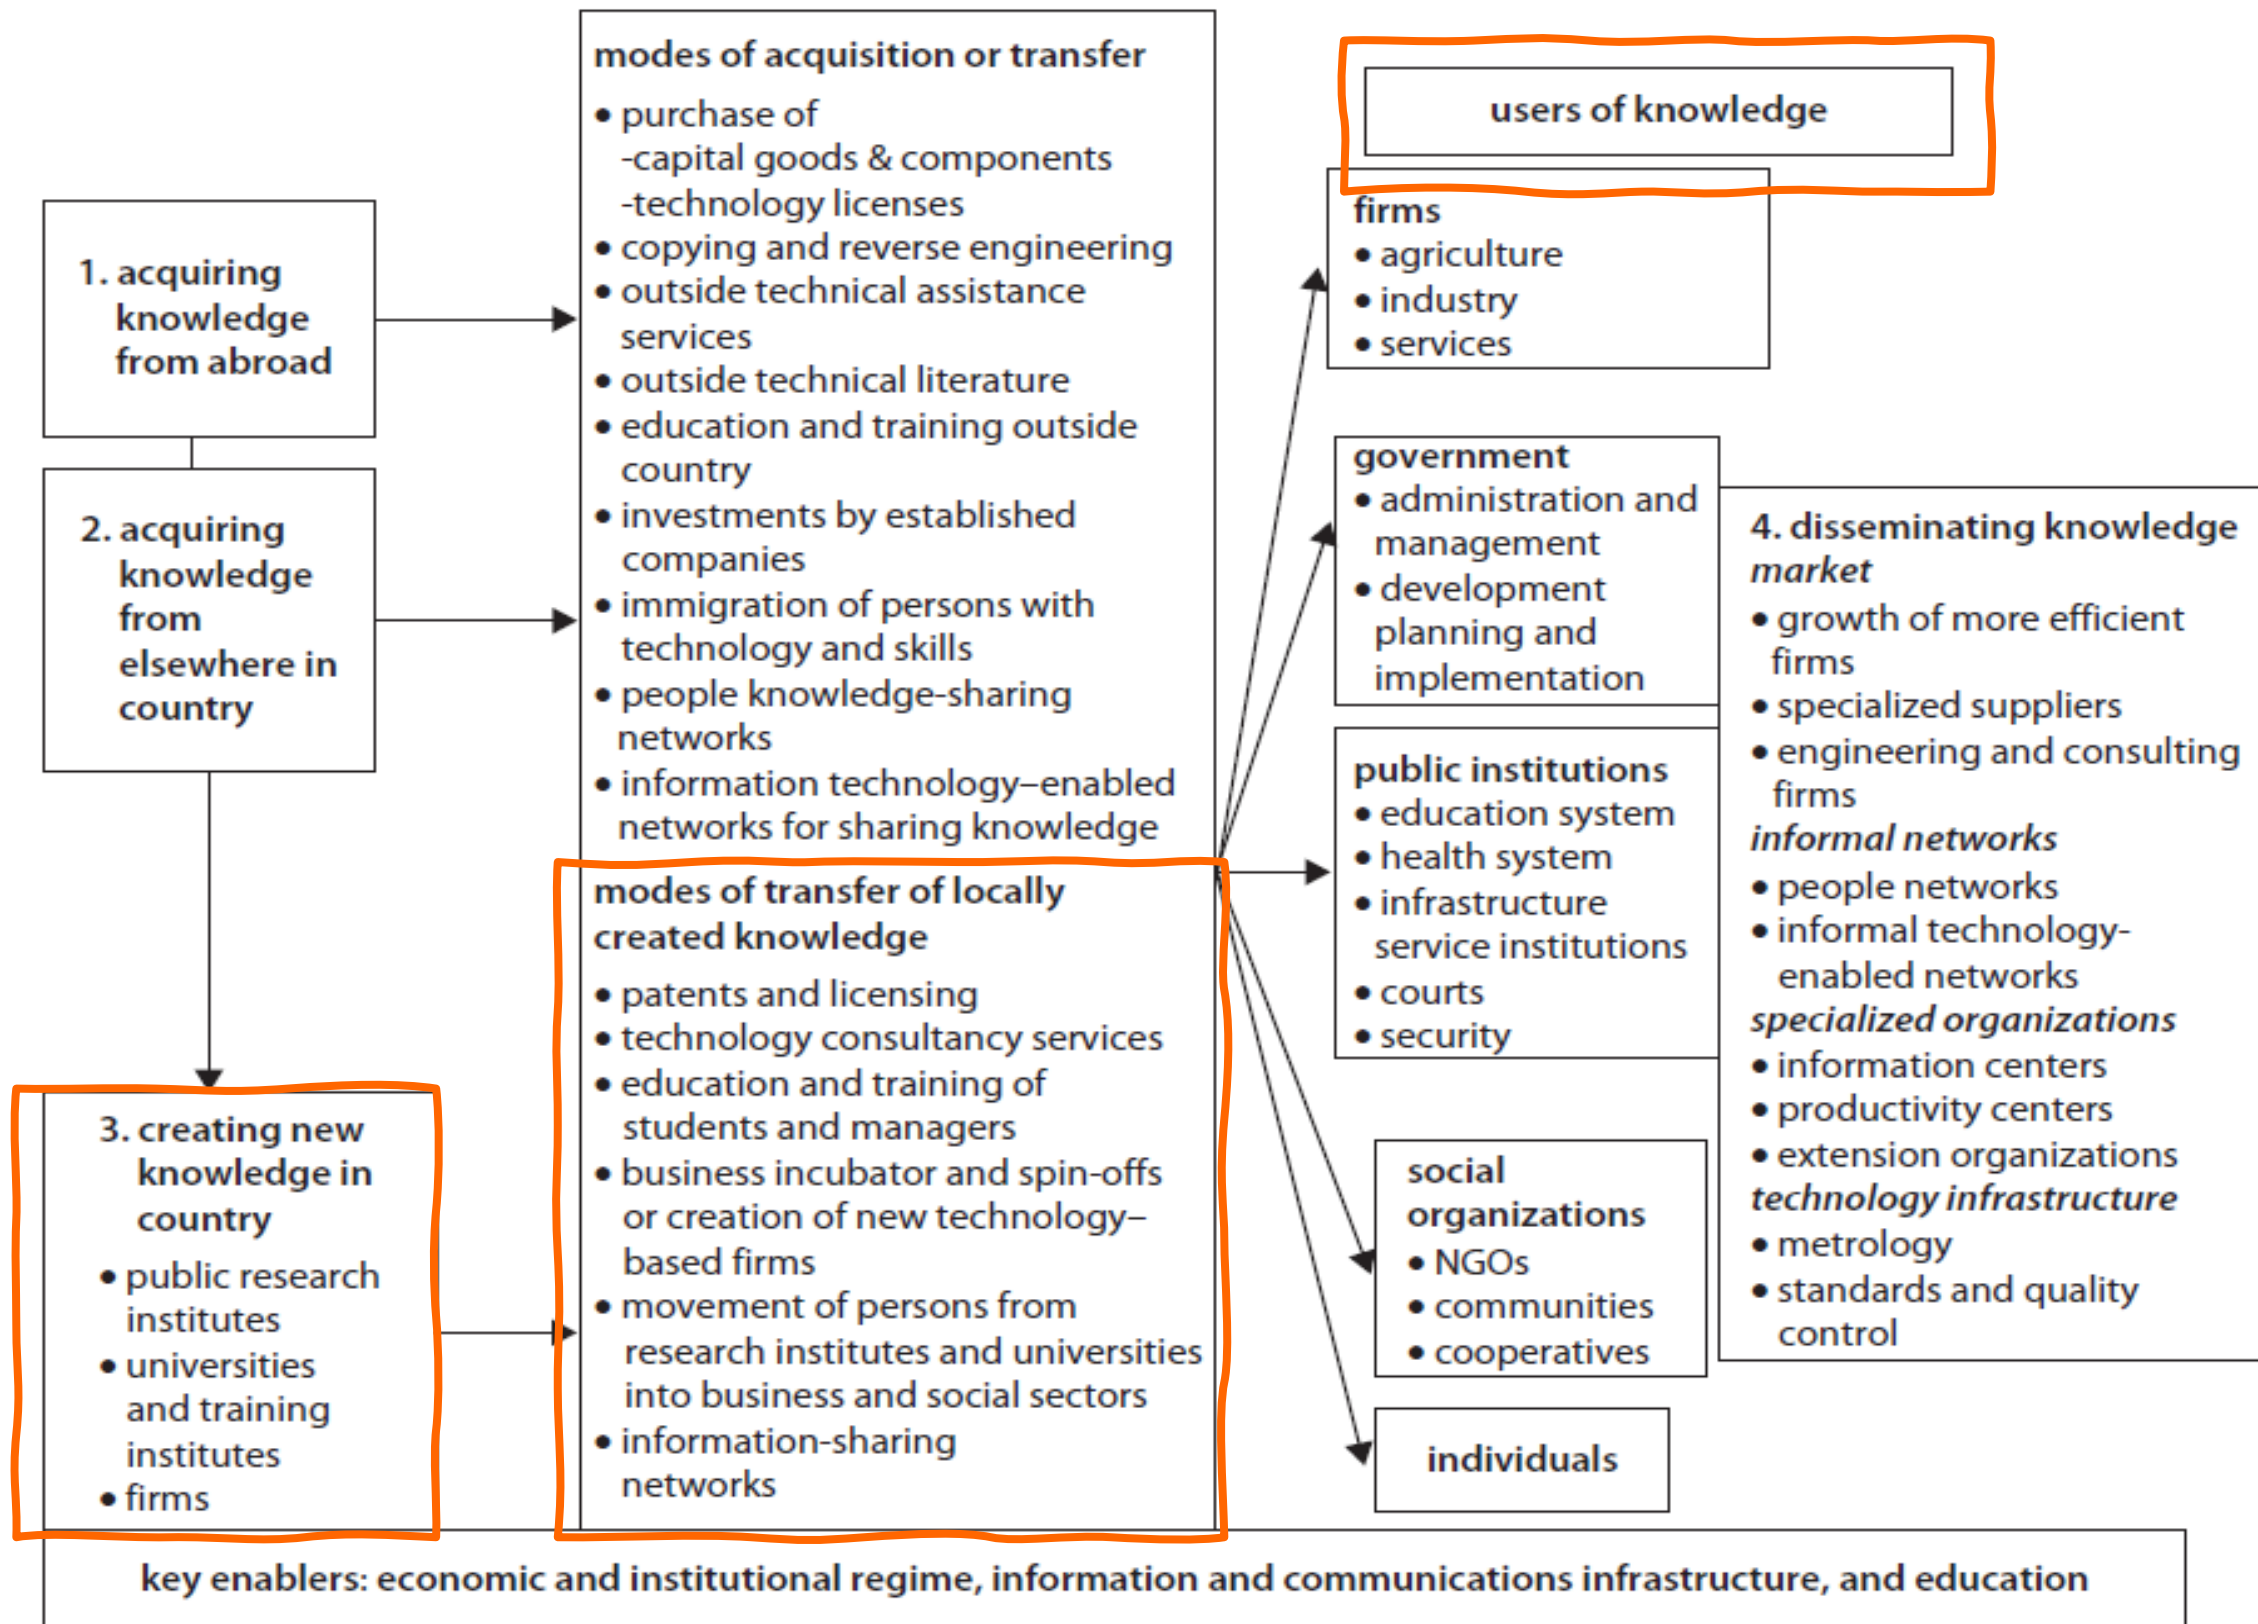 1. acquiring
knowledge
from abroad
2. acquiring
knowledge
from
elsewhere in
country
3. creating new
knowledge in
country
• public research
institutes
• universities
and training
institutes
• firms
modes of acquisition or transfer
• purchase of
-capital goods & components
-technology licenses
• copying and reverse engineering
• outside technical assistance
services
• outside technical literature
• education and training outside
country
• investments by established
companies
• immigration of persons with
technology and skills
• people knowledge-sharing
networks
• information technology–enabled
networks for sharing knowledge
modes of transfer of locally
created knowledge
• patents and licensing
• technology consultancy services
• education and training of
students and managers
• business incubator and spin-offs
or creation of new technology–
based firms
• movement of persons from
research institutes and universities
into business and social sectors
• information-sharing
networks
users of knowledge
firms
• agriculture
• industry
• services
government
• administration and
management
• development
planning and
implementation
public institutions
• education system
• health system
• infrastructure
service institutions
• courts
• security
social
organizations
• NGOs
• communities
• cooperatives
individuals
4. disseminating knowledge
market
• growth of more efficient
firms
• specialized suppliers
• engineering and consulting
firms
informal networks
• people networks
• informal technology-
enabled networks
specialized organizations
• information centers
• productivity centers
• extension organizations
technology infrastructure
• metrology
• standards and quality
control
key enablers: economic and institutional regime, information and communications infrastructure, and education